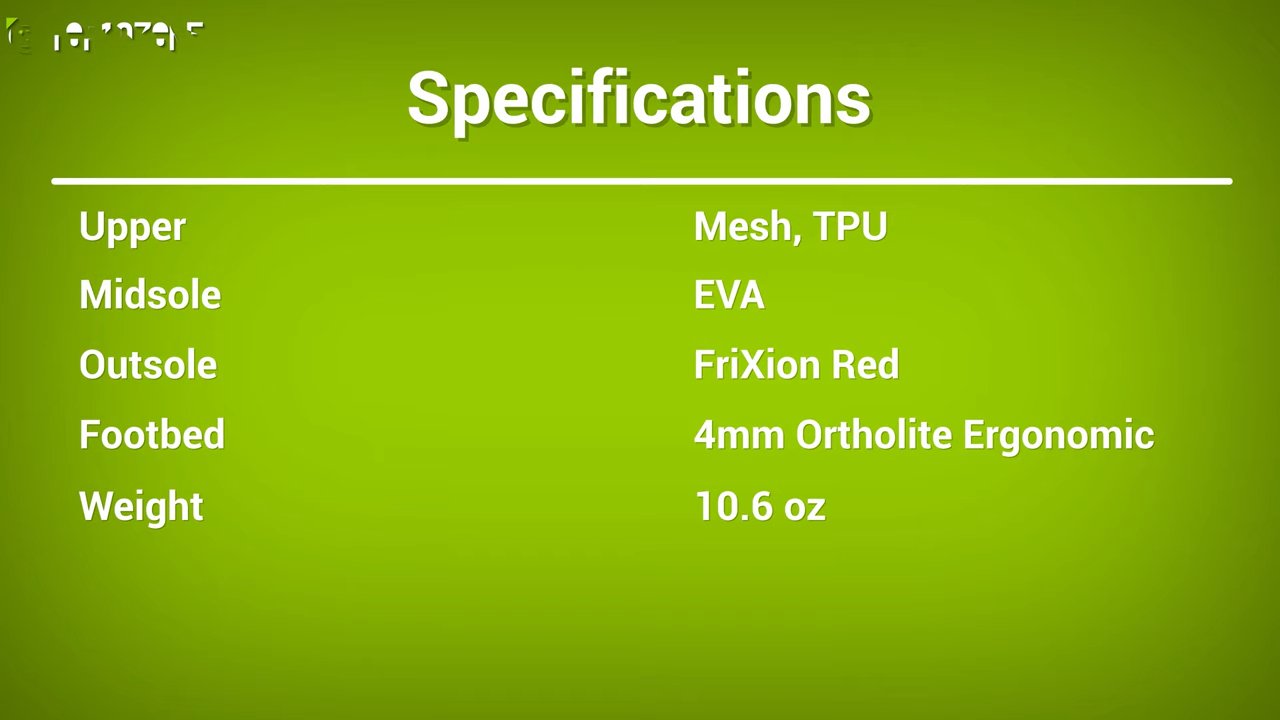 Specifications
Upper Mesh, TPU
Midsole EVA
Outsole FriXion Red
Footbed 4mm Ortholite Ergonomic
Weight 10.6 oz